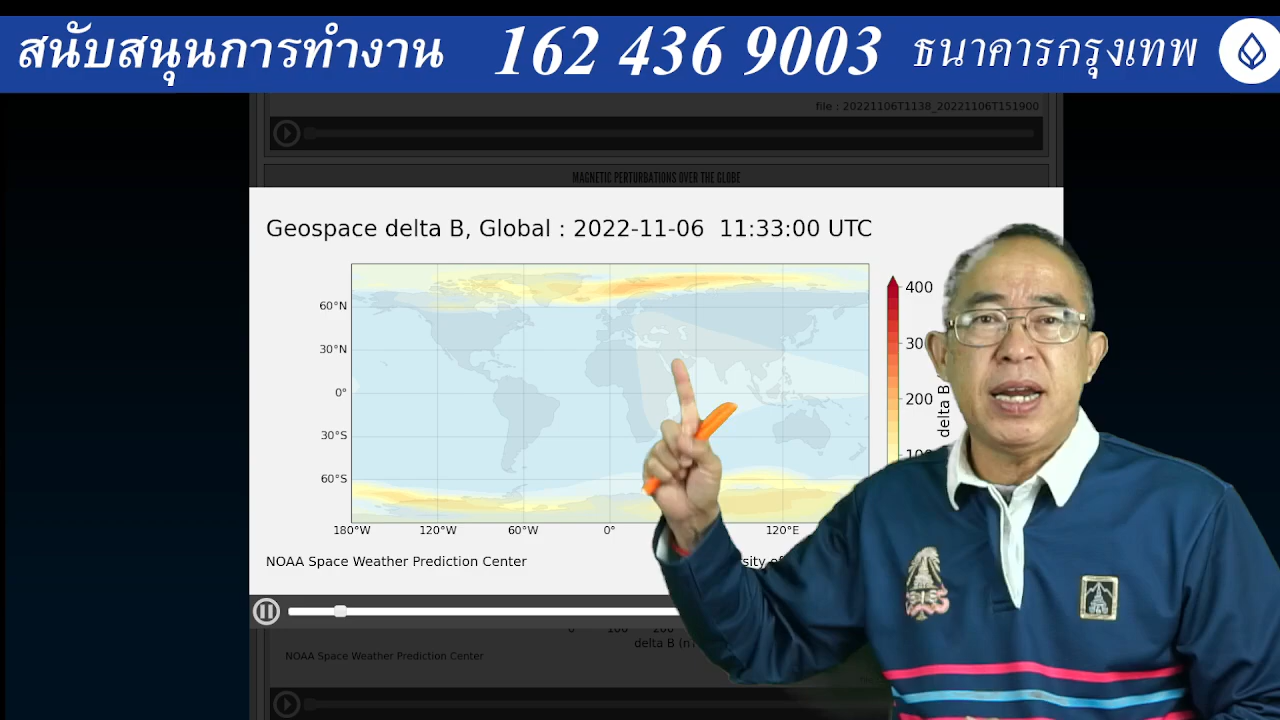 สนับสนุนการทำงาน 162 436 9003 ธนาคารกรุงเทพ
file : 20221106T1138_20221106T151900
MAGNETIC PERTURBATIONS OVER THE GLOBE
Geospace delta B, Global : 2022-11-06 11:33:00 UTC
60°N
30°N
0°
30°S
60°S
180°W 120°W 60°W 0° 120°E
400
30
200
100
delta B
NOAA Space Weather Prediction Center
delta B (nT
NOAA Space Weather Prediction Center